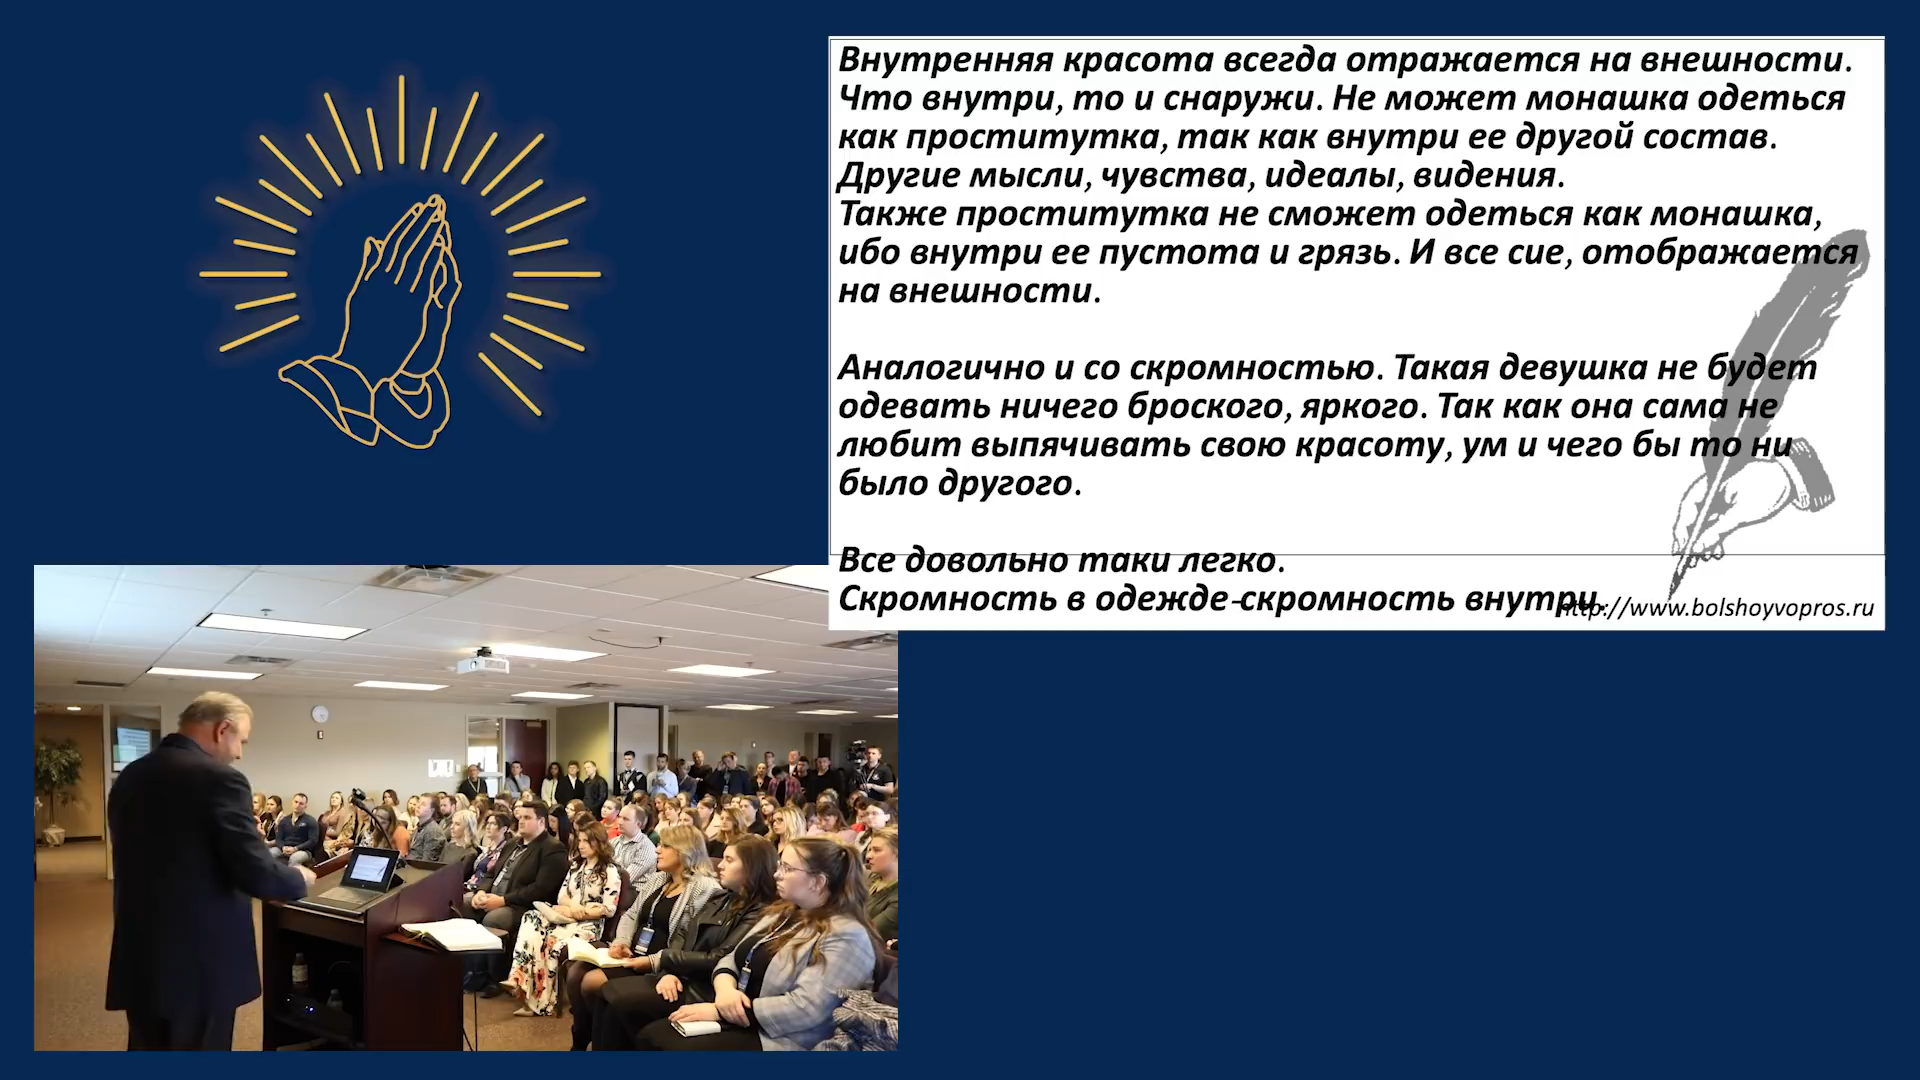 Внутренняя красота всегда отражается на внешности.
Что внутри, то и снаружи. Не может монашка одеться
как проститутка, так как внутри ее другой состав.
Другие мысли, чувства, идеалы, видения.
Также проститутка не сможет одеться как монашка,
ибо внутри ее пустота и грязь. И все сие, отображается
на внешности.
Аналогично и со скромностью. Такая девушка не будет
одевать ничего броского, яркого. Так как она сама не
любит выпячивать свою красоту, ум и чего бы то ни
было другого.
Все довольно таки легко.
Скромность в одежде-скромность внутри.
http://www.bolshoyvopros.ru